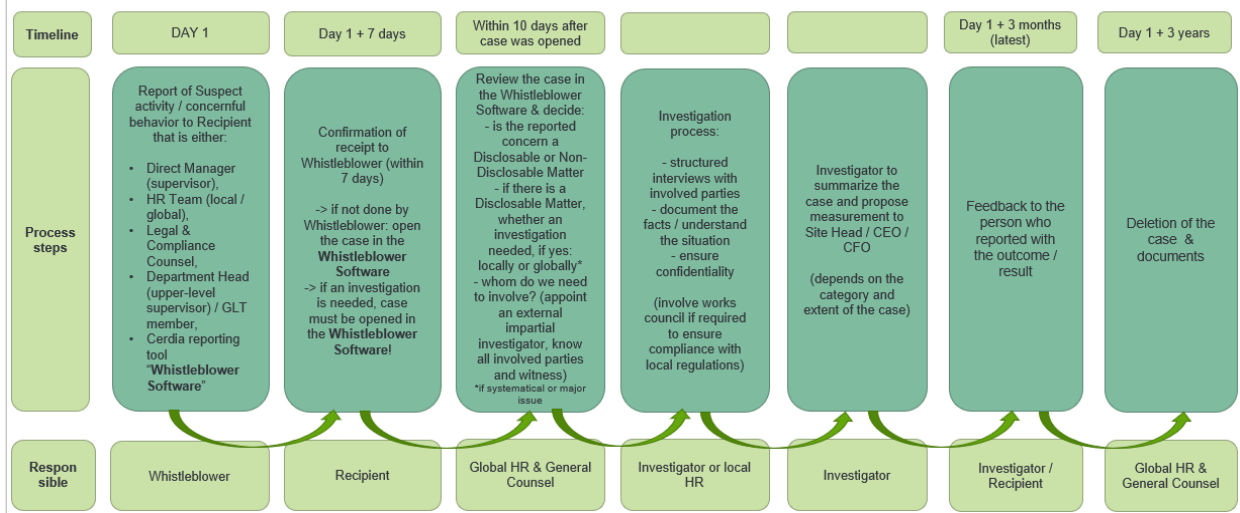 Timeline
DAY 1
Day 1 + 7 days
Within 10 days after
case was opened
Day 1 + 3 months
(latest)
Day 1 + 3 years
Process
steps
Report of Suspect
activity / concernful
behavior to Recipient
that is either:
• Direct Manager
(supervisor),
• HR Team (local /
global),
• Legal &
Compliance
Counsel,
• Department Head
(upper-level
supervisor) / GLT
member,
• Cerdia reporting
tool
"Whistleblower
Software"
Confirmation of
receipt to
Whistleblower (within
7 days)
-> if not done by
Whistleblower: open
the case in the
Whistleblower
Software
-> if an investigation
is needed, case
must be opened in
the Whistleblower
Software!
Review the case in
the Whistleblower
Software & decide:
- is the reported
concern a
Disclosable or Non-
Disclosable Matter
- if there is a
Disclosable Matter,
whether an
investigation
needed, if yes:
locally or globally*
- whom do we need
to involve? (appoint
an external
impartial
investigator, know
all involved parties
and witness)
*if systematical or major
issue
Investigation
process:
- structured
interviews with
involved parties
- document the
facts / understand
the situation
- ensure
confidentiality
(involve works
council if required
to ensure
compliance with
local regulations)
Investigator to
summarize the
case and propose
measurement to
Site Head / CEO /
CFO
(depends on the
category and
extent of the case)
Feedback to the
person who
reported with
the outcome /
result
Deletion of the
case &
documents
Respon
sible
Whistleblower
Recipient
Global HR & General
Counsel
Investigator or local
HR
Investigator
Investigator /
Recipient
Global HR &
General Counsel